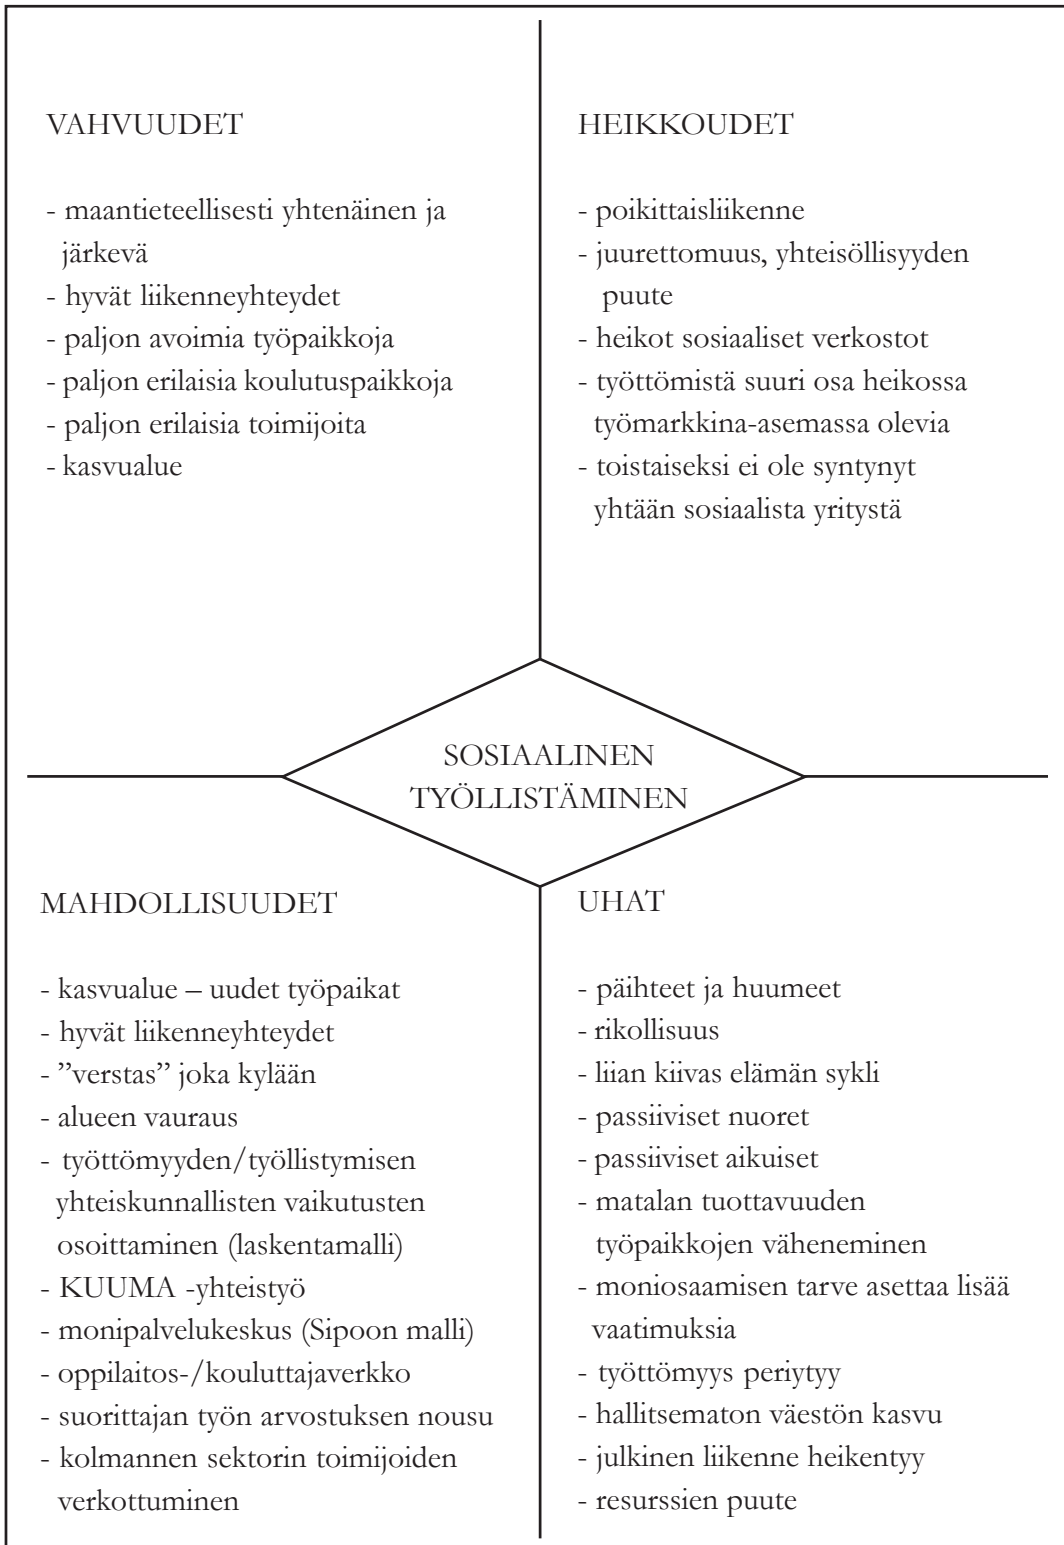 VAHVUUDET
- maantieteellisesti yhtenäinen ja
järkevä
- hyvät liikenneyhteydet
- paljon avoimia työpaikkoja
- paljon erilaisia koulutuspaikkoja
- paljon erilaisia toimijoita
- kasvualue
HEIKKOUDET
- poikittaisliikenne
- juurettomuus, yhteisöllisyyden
puute
- heikot sosiaaliset verkostot
- työttömistä suuri osa heikossa
työmarkkina-asemassa olevia
- toistaiseksi ei ole syntynyt
yhtään sosiaalista yritystä
SOSIAALINEN
TYÖLLISTÄMINEN
MAHDOLLISUUDET
- kasvualue – uudet työpaikat
- hyvät liikenneyhteydet
- ”verstas” joka kylään
- alueen vauraus
- työttömyyden/työllistymisen
yhteiskunnallisten vaikutusten
osoittaminen (laskentamalli)
- KUUMA -yhteistyö
- monipalvelukeskus (Sipoon malli)
- oppilaitos-/kouluttajaverkko
- suorittajan työn arvostuksen nousu
- kolmannen sektorin toimijoiden
verkottuminen
UHAT
- päihteet ja huumeet
- rikollisuus
- liian kiivas elämän sykli
- passiiviset nuoret
- passiiviset aikuiset
- matalan tuottavuuden
työpaikkojen väheneminen
- moniosaamisen tarve asettaa lisää
vaatimuksia
- työttömyys periytyy
- hallitsematon väestön kasvu
- julkinen liikenne heikentyy
- resurssien puute